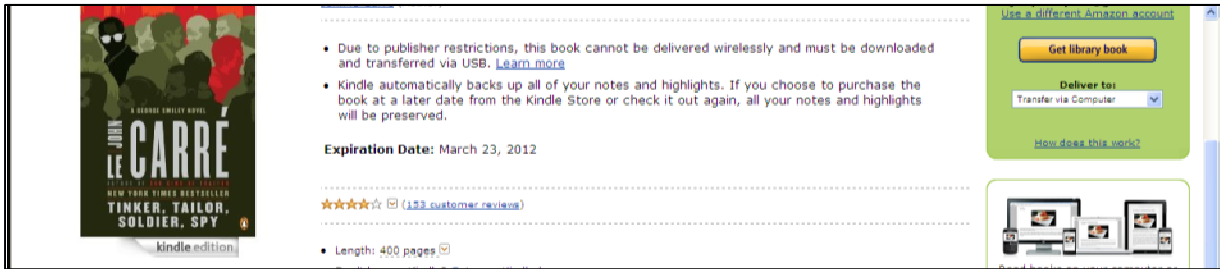 A GEORGE SMILEY NOVEL
JOHN
LE CARRÉ
NEW YORK TIMES BESTSELLER
TINKER, TAILOR,
SOLDIER, SPY
kindle edition
Due to publisher restrictions, this book cannot be delivered wirelessly and must be downloaded
and transferred via USB. Learn more
Kindle automatically backs up all of your notes and highlights. If you choose to purchase the
book at a later date from the Kindle Store or check it out again, all your notes and highlights
will be preserved.
Expiration Date: March 23, 2012
(153 customer reviews)
Length: 400 pages
Use a different Amazon account
Get library book
Deliver to:
Transfer via Computer
How does this work?